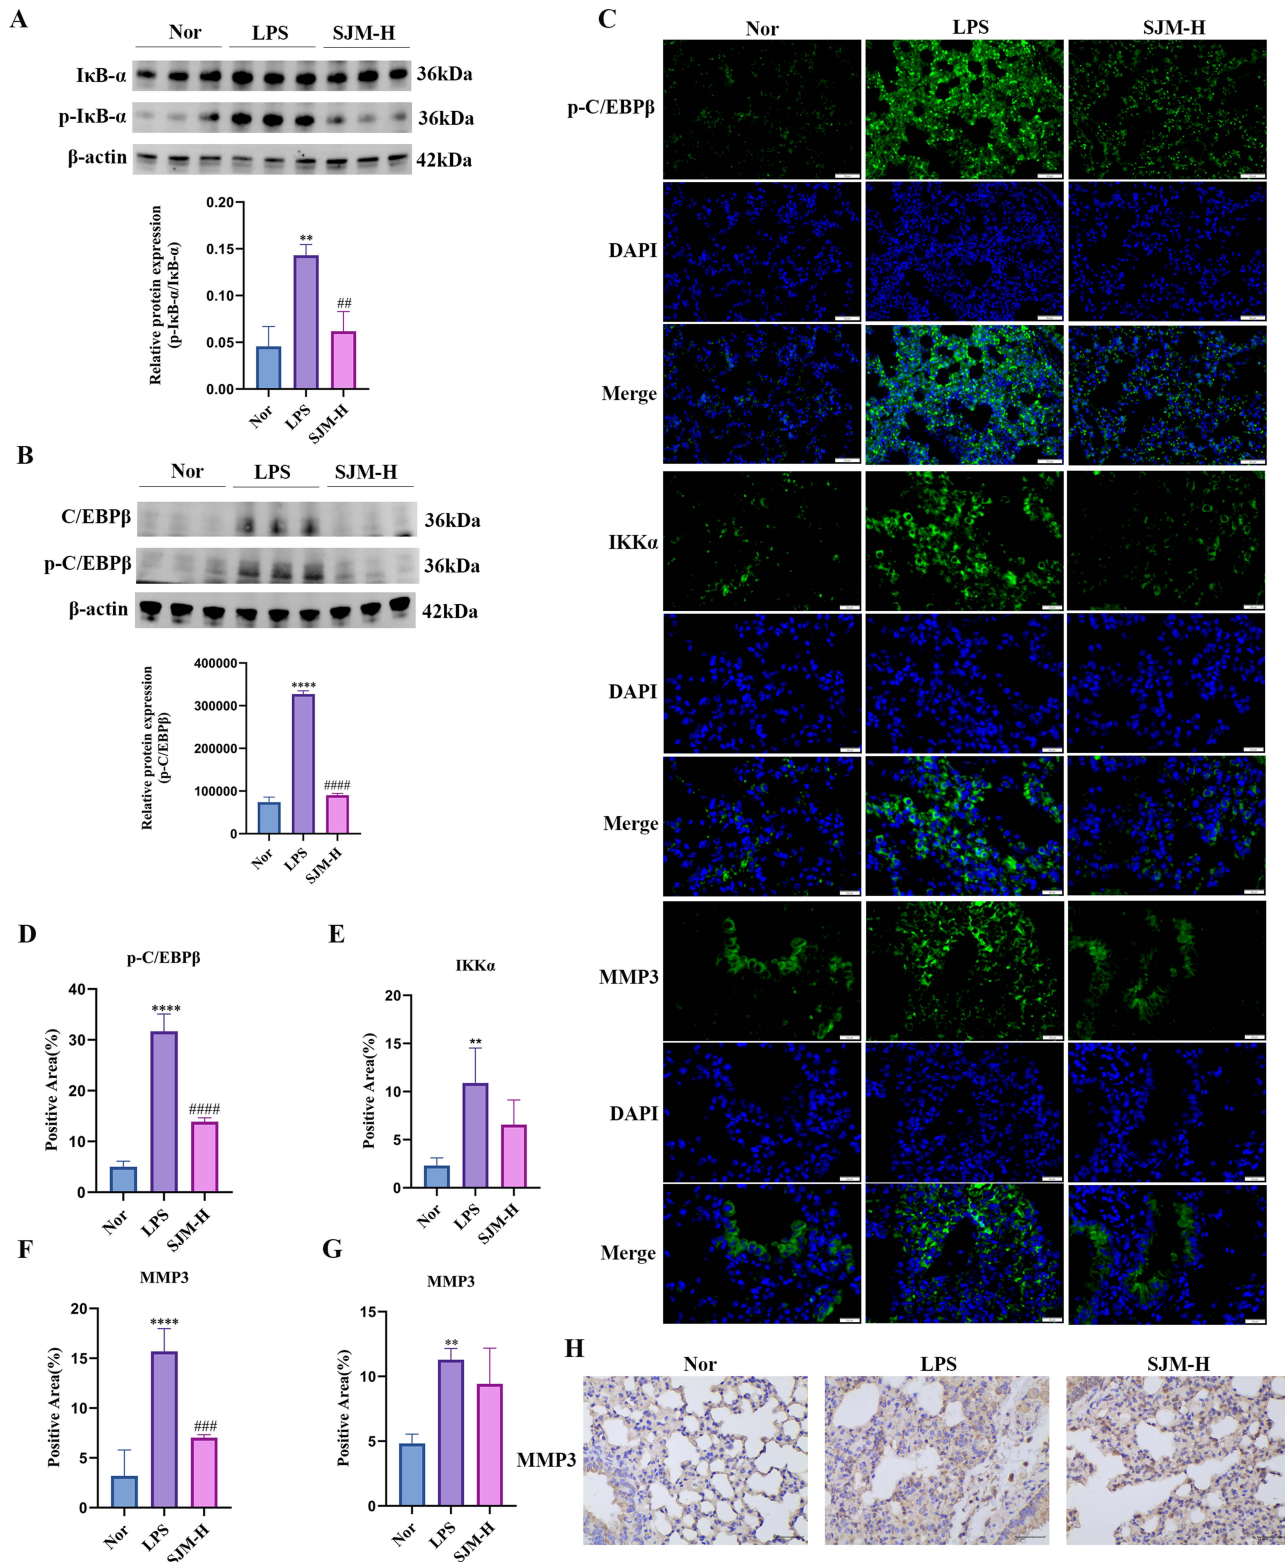 A
Nor LPS SJM-H
IκB-α 36kDa
p-IκB-α 36kDa
β-actin 42kDa
Relative protein expression
(p-IκB-α/IκB-α)
0.20
0.15
0.10
0.05
0.00
**
##
Nor LPS SJM-H
B
Nor LPS SJM-H
C/EBPβ 36kDa
p-C/EBPβ 36kDa
β-actin 42kDa
Relative protein expression
(p-C/EBPβ)
400000
300000
200000
100000
0
****
####
Nor LPS SJM-H
C
Nor LPS SJM-H
p-C/EBPβ
DAPI
Merge
IKKα
DAPI
Merge
MMP3
DAPI
Merge
D
p-C/EBPβ
Positive Area(%)
40
30
20
10
0
****
####
Nor LPS SJM-H
E
IKKα
Positive Area(%)
20
15
10
5
0
**
Nor LPS SJM-H
F
MMP3
Positive Area(%)
20
15
10
5
0
****
###
Nor LPS SJM-H
G
MMP3
Positive Area(%)
15
10
5
0
**
Nor LPS SJM-H
H
Nor LPS SJM-H
MMP3